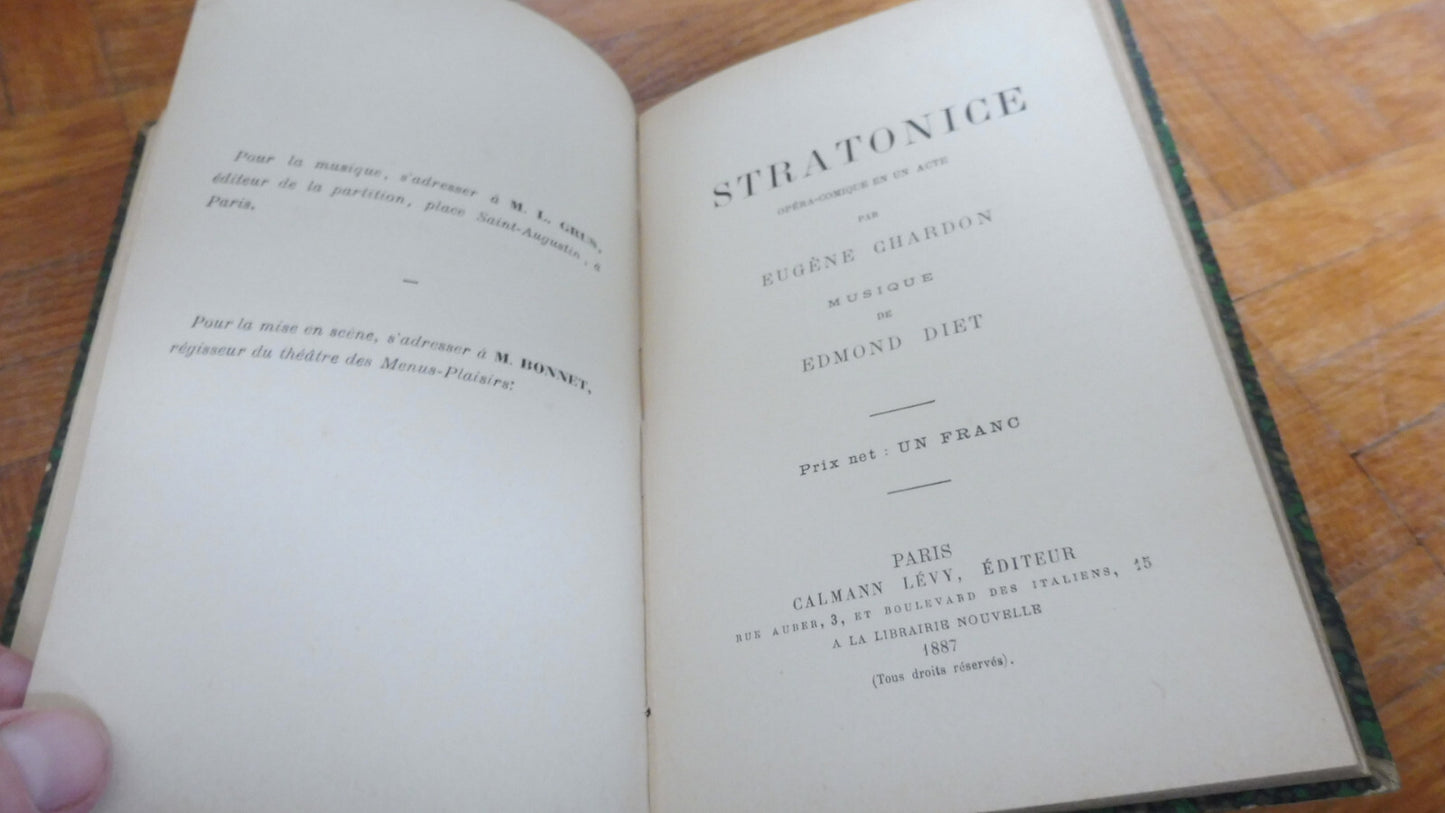 Pour la musique, s'adresser à M. L. GRUS,
éditeur de la partition, place Saint-Augustin, à
Paris.
—
Pour la mise en scène, s'adresser à M. BONNET,
régisseur du théâtre des Menus-Plaisirs:
STRATONICE
OPÉRA-COMIQUE EN UN ACTE
PAR
EUGÈNE CHARDON
MUSIQUE
DE
EDMOND DIET
Prix net : UN FRANC
PARIS
CALMANN LÉVY, ÉDITEUR
RUE AUBER, 3, ET BOULEVARD DES ITALIENS, 15
A LA LIBRAIRIE NOUVELLE
1887
(Tous droits réservés).